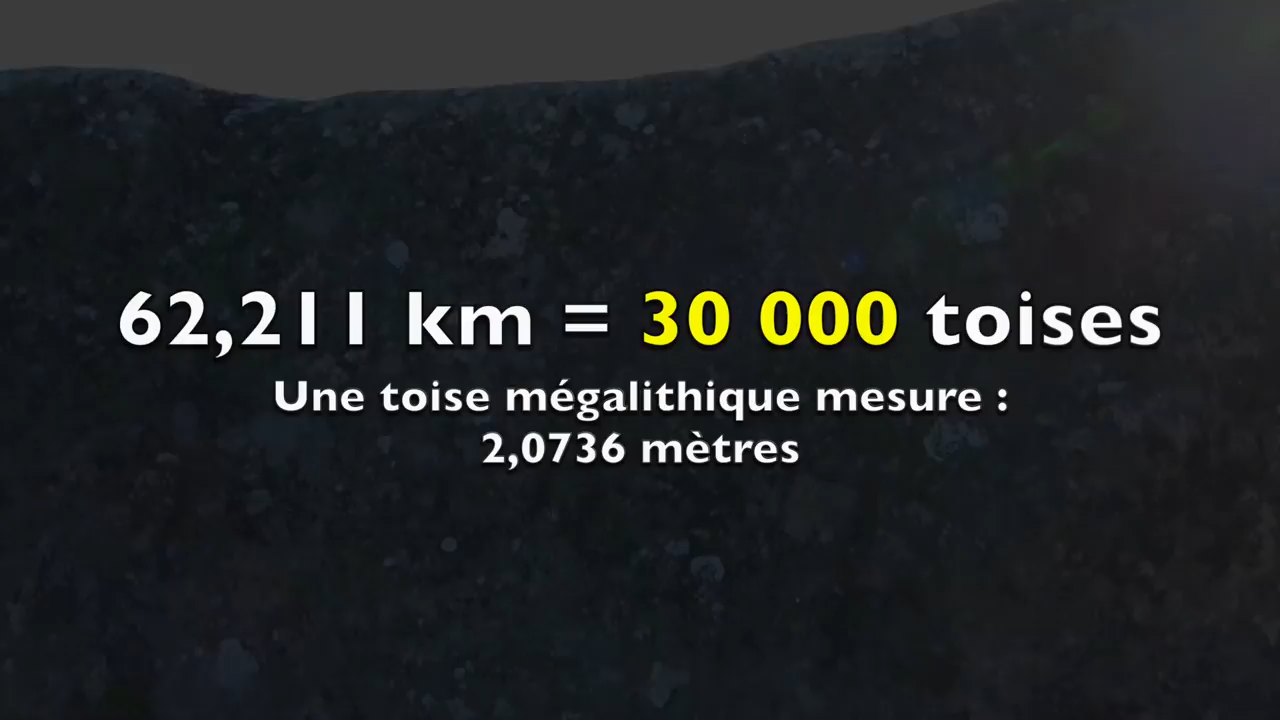 62,211 km = 30 000 toises
Une toise mégalithique mesure :
2,0736 mètres